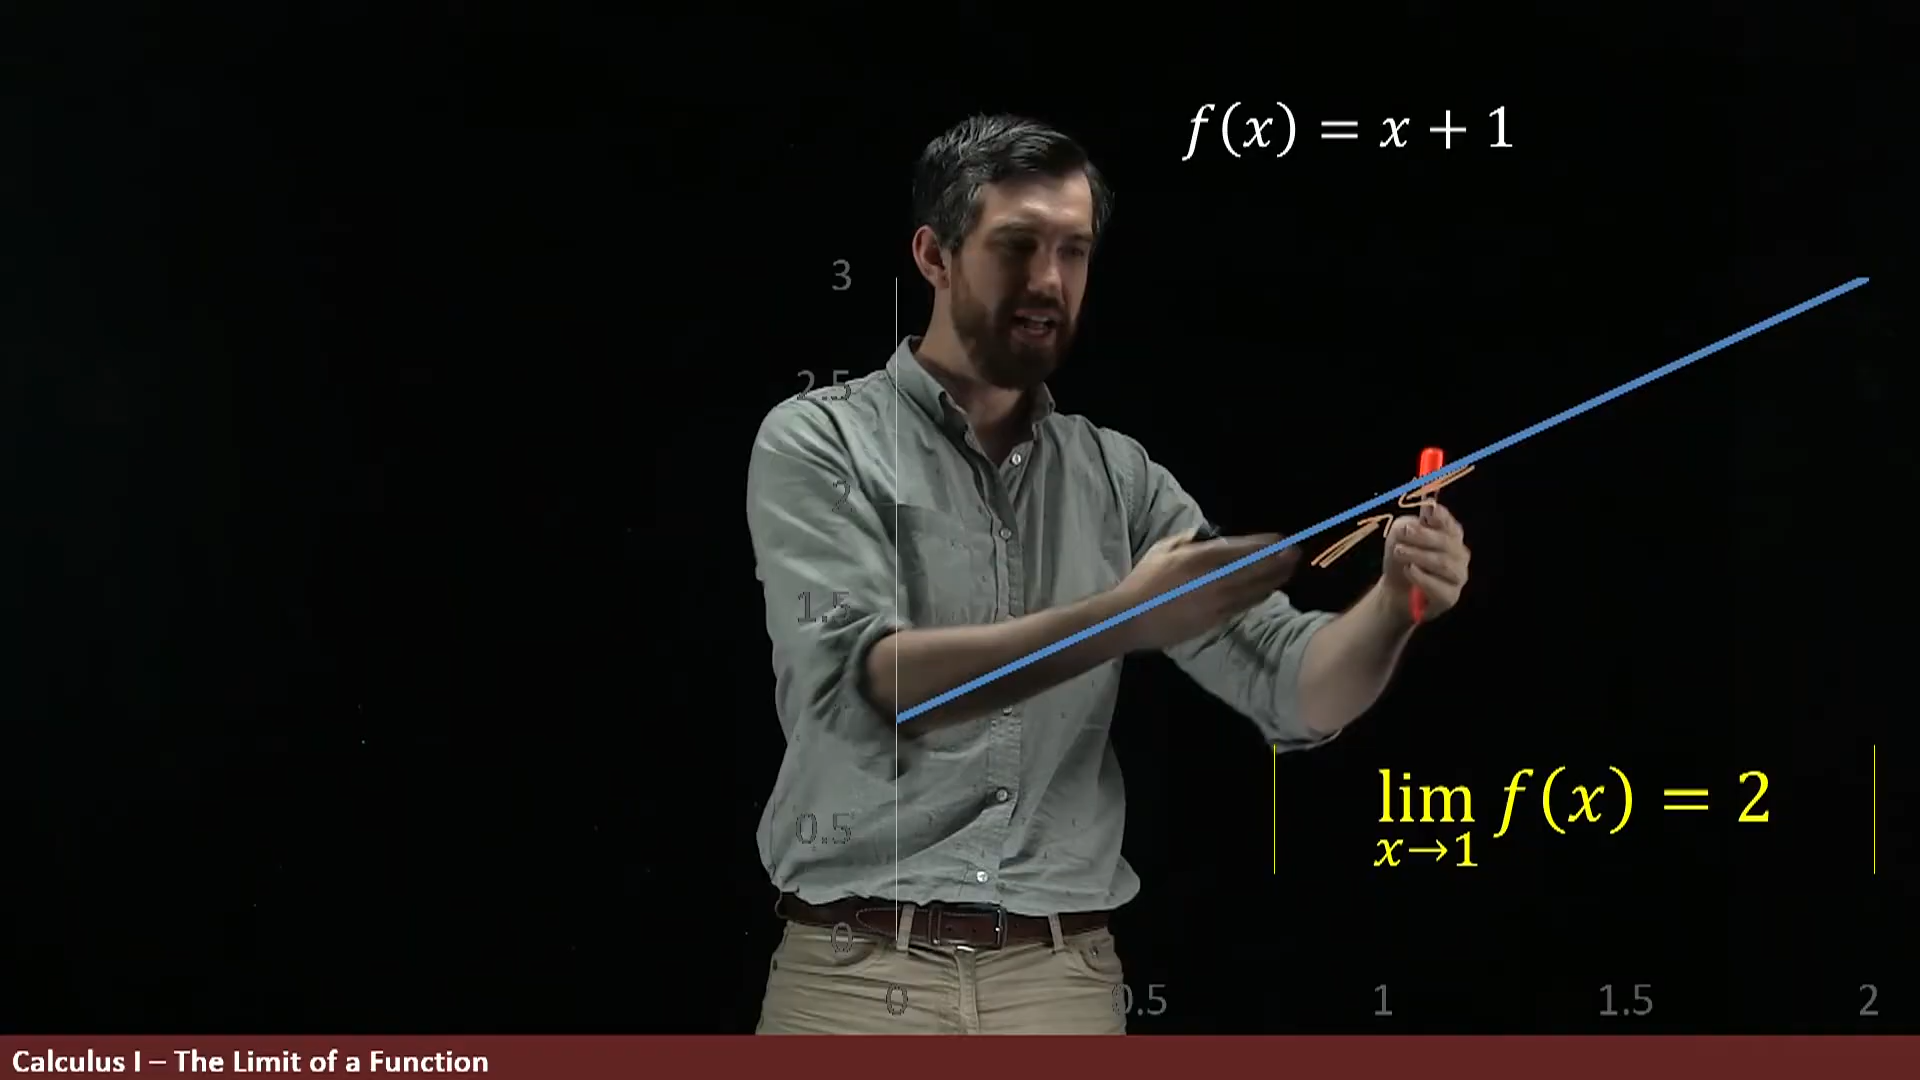 f(x) = x + 1
3
2.5
2
1.5
0.5
0
0 0.5 1 1.5 2
lim f(x) = 2
x→1
Calculus I – The Limit of a Function